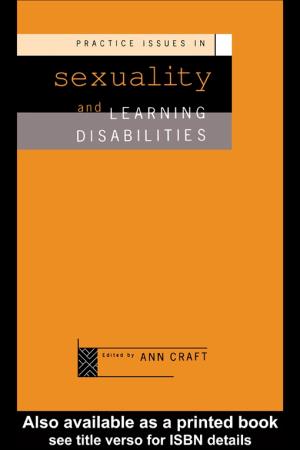 PRACTICE ISSUES IN
sexuality
and LEARNING
DISABILITIES
Edited by ANN CRAFT
Also available as a printed book
see title verso for ISBN details